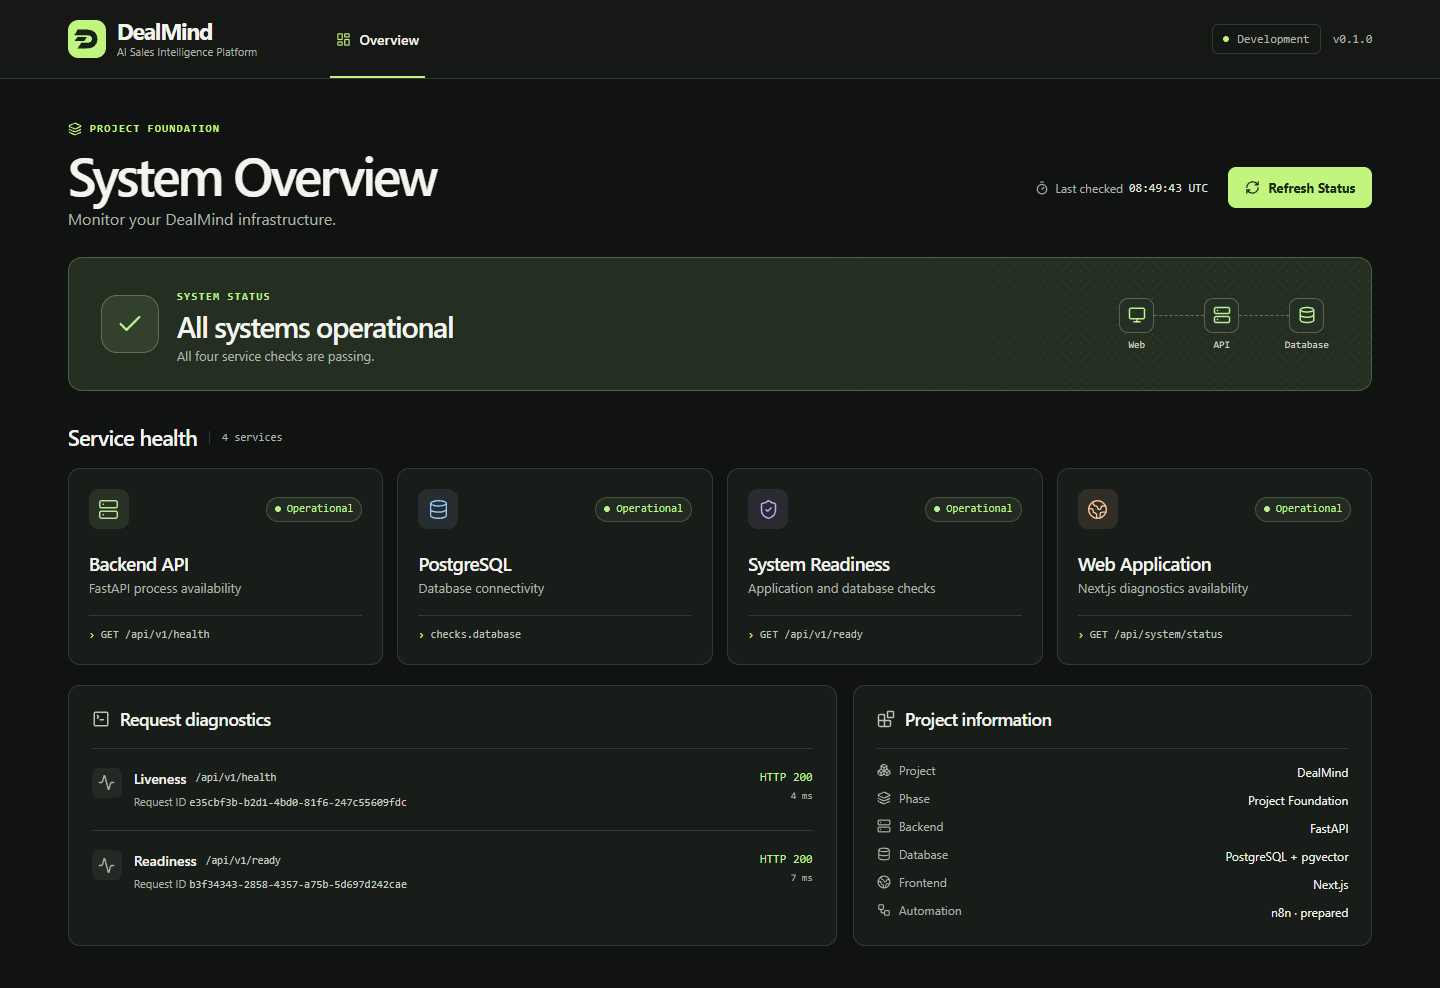 DealMind
AI Sales Intelligence Platform
Overview
Development
v0.1.0
PROJECT FOUNDATION
System Overview
Monitor your DealMind infrastructure.
Last checked 08:49:43 UTC
Refresh Status
SYSTEM STATUS
All systems operational
All four service checks are passing.
Web
API
Database
Service health
4 services
Operational
Backend API
FastAPI process availability
› GET /api/v1/health
Operational
PostgreSQL
Database connectivity
› checks.database
Operational
System Readiness
Application and database checks
› GET /api/v1/ready
Operational
Web Application
Next.js diagnostics availability
› GET /api/system/status
Request diagnostics
Liveness /api/v1/health
HTTP 200
Request ID e35cbf3b-b2d1-4bd0-81f6-247c55609fdc
4 ms
Readiness /api/v1/ready
HTTP 200
Request ID b3f34343-2858-4357-a75b-5d697d242cae
7 ms
Project information
Project DealMind
Phase Project Foundation
Backend FastAPI
Database PostgreSQL + pgvector
Frontend Next.js
Automation n8n · prepared